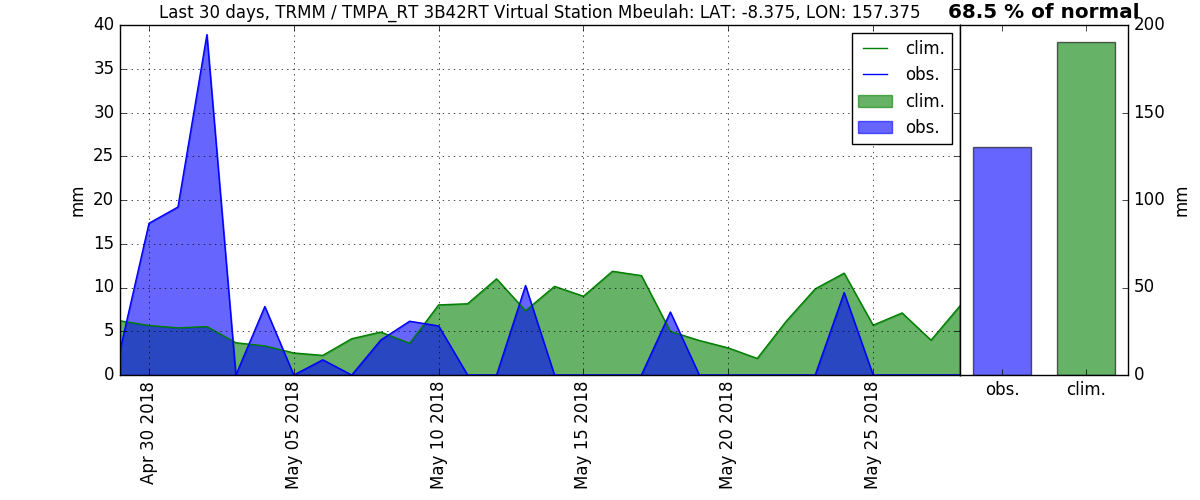 Last 30 days, TRMM / TMPA_RT 3B42RT Virtual Station Mbeulah: LAT: -8.375, LON: 157.375
68.5 % of normal
clim.
obs.
clim.
obs.
40
35
30
25
20
15
10
5
0
mm
Apr 30 2018
May 05 2018
May 10 2018
May 15 2018
May 20 2018
May 25 2018
200
150
100
50
0
mm
obs.
clim.